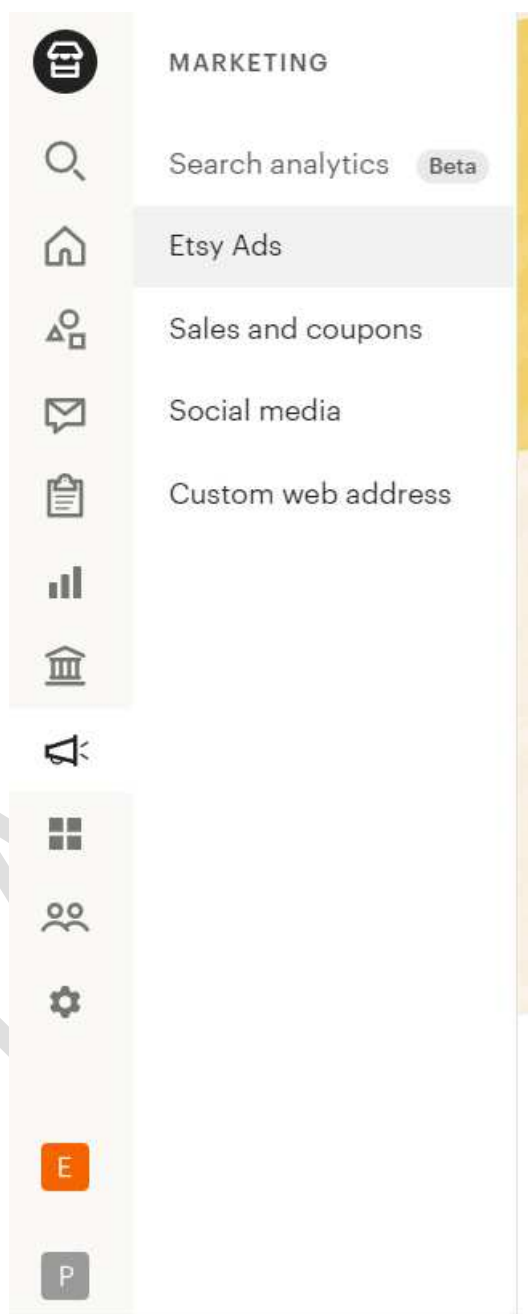 MARKETING
Search analytics Beta
Etsy Ads
Sales and coupons
Social media
Custom web address
E
P